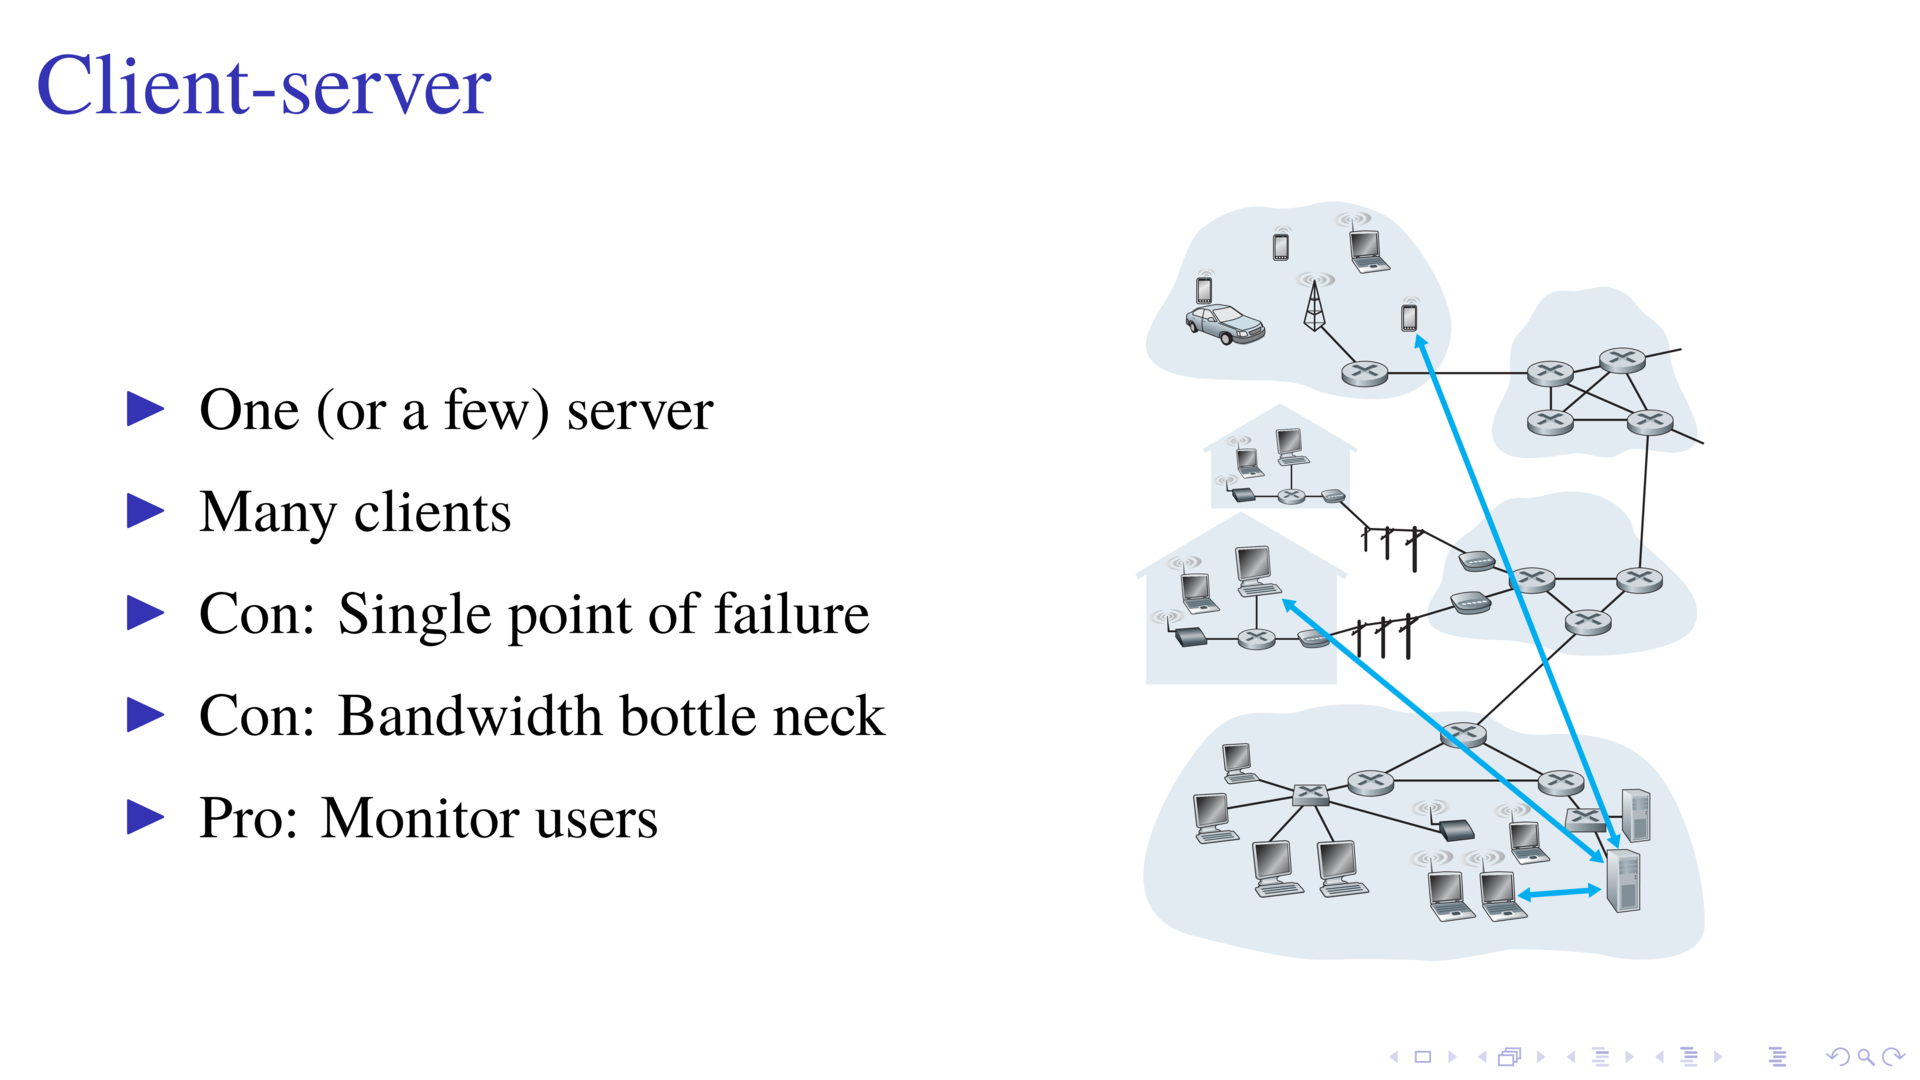 Client-server
One (or a few) server
Many clients
Con: Single point of failure
Con: Bandwidth bottle neck
Pro: Monitor users